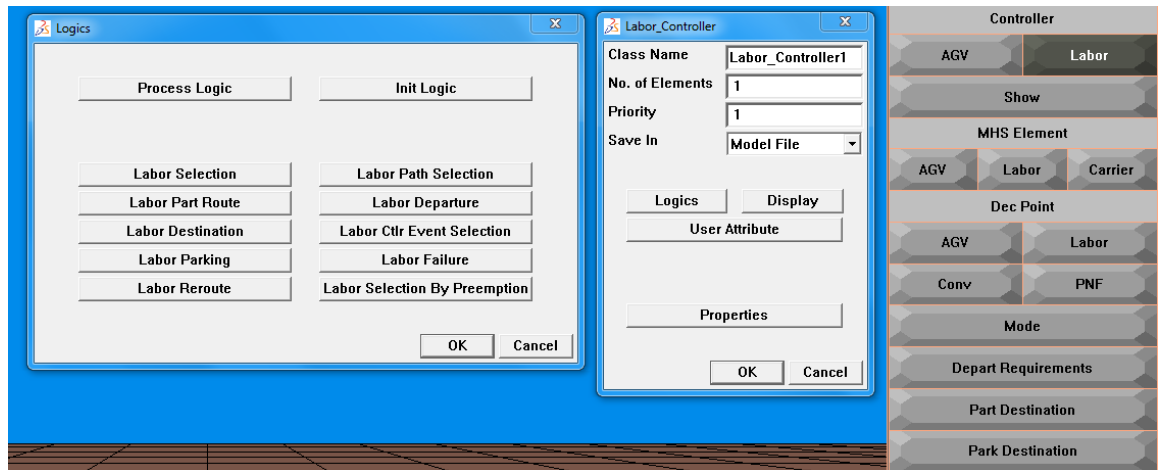 Logics
Process Logic
Init Logic
Labor Selection
Labor Path Selection
Labor Part Route
Labor Departure
Labor Destination
Labor Ctlr Event Selection
Labor Parking
Labor Failure
Labor Reroute
Labor Selection By Preemption
OK
Cancel
Labor_Controller
Class Name
Labor_Controller1
No. of Elements
1
Priority
1
Save In
Model File
Logics
Display
User Attribute
Properties
OK
Cancel
Controller
AGV
Labor
Show
MHS Element
AGV
Labor
Carrier
Dec Point
AGV
Labor
Conv
PNF
Mode
Depart Requirements
Part Destination
Park Destination